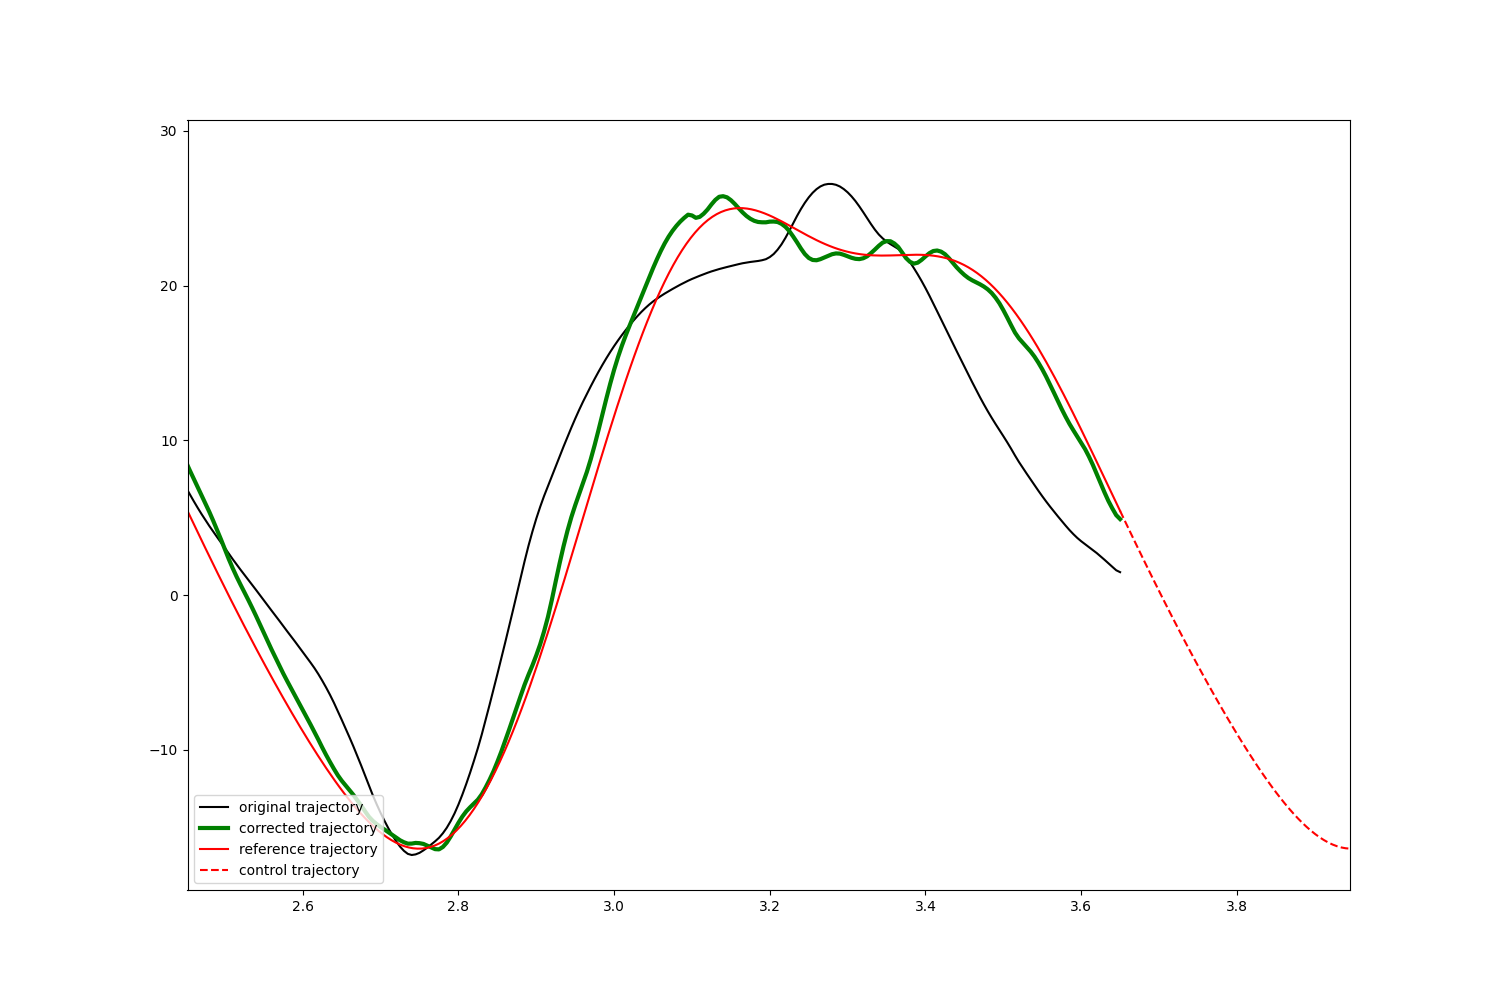 30
20
10
0
−10
original trajectory
corrected trajectory
reference trajectory
control trajectory
2.6 2.8 3.0 3.2 3.4 3.6 3.8